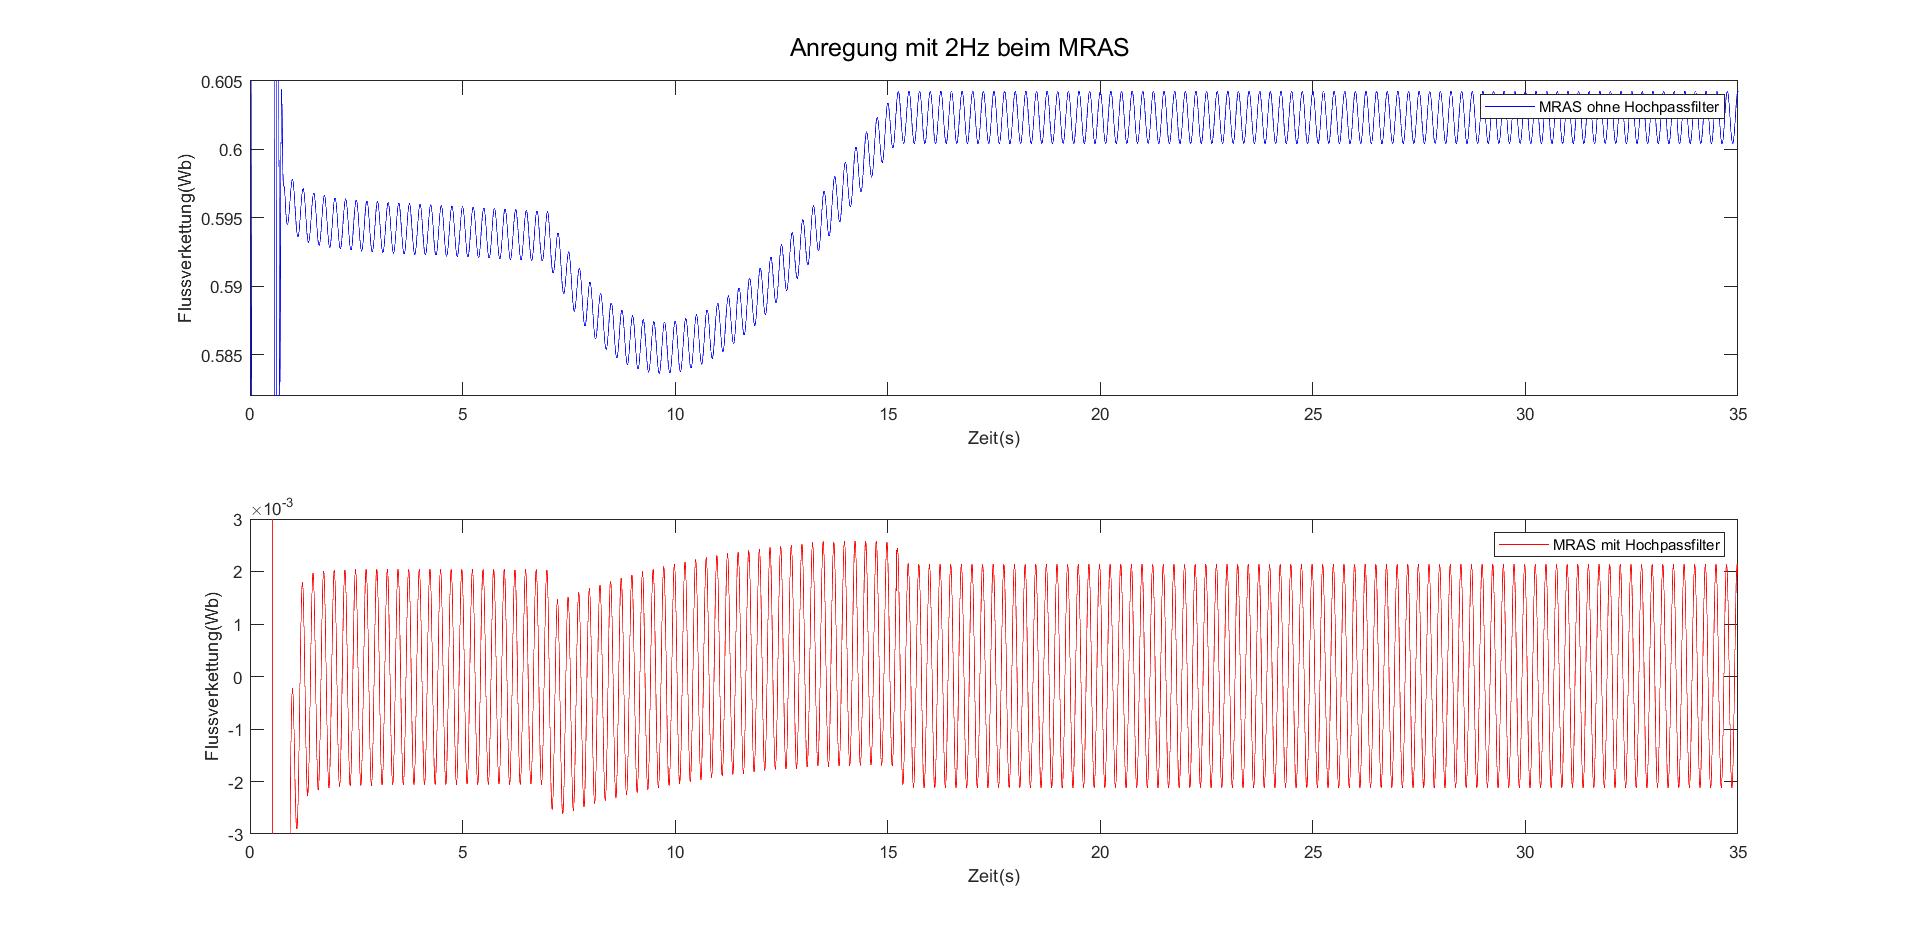 Anregung mit 2Hz beim MRAS
0.605
0.6
0.595
0.59
0.585
Flussverkettung(Wb)
MRAS ohne Hochpassfilter
0 5 10 15 20 25 30 35
Zeit(s)
×10-3
3
2
1
0
-1
-2
-3
Flussverkettung(Wb)
MRAS mit Hochpassfilter
0 5 10 15 20 25 30 35
Zeit(s)